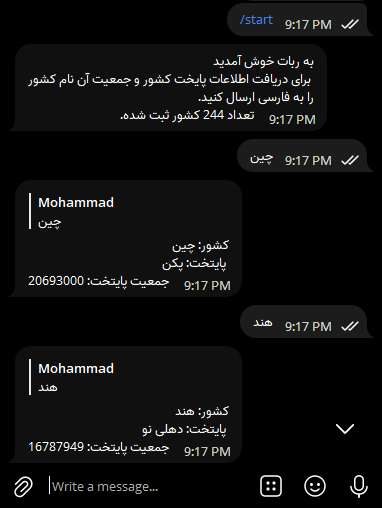 /start 9:17 PM
به ربات خوش آمدید
برای دریافت اطلاعات پایخت کشور و جمعیت آن نام کشور
را به فارسی ارسال کنید.
تعداد 244 کشور ثبت شده.
9:17 PM
چین 9:17 PM
Mohammad
چین
کشور: چین
پایتخت: پکن
جمعیت پایتخت: 20693000
9:17 PM
هند 9:17 PM
Mohammad
هند
کشور: هند
پایتخت: دهلی نو
جمعیت پایتخت: 16787949
9:17 PM
Write a message...